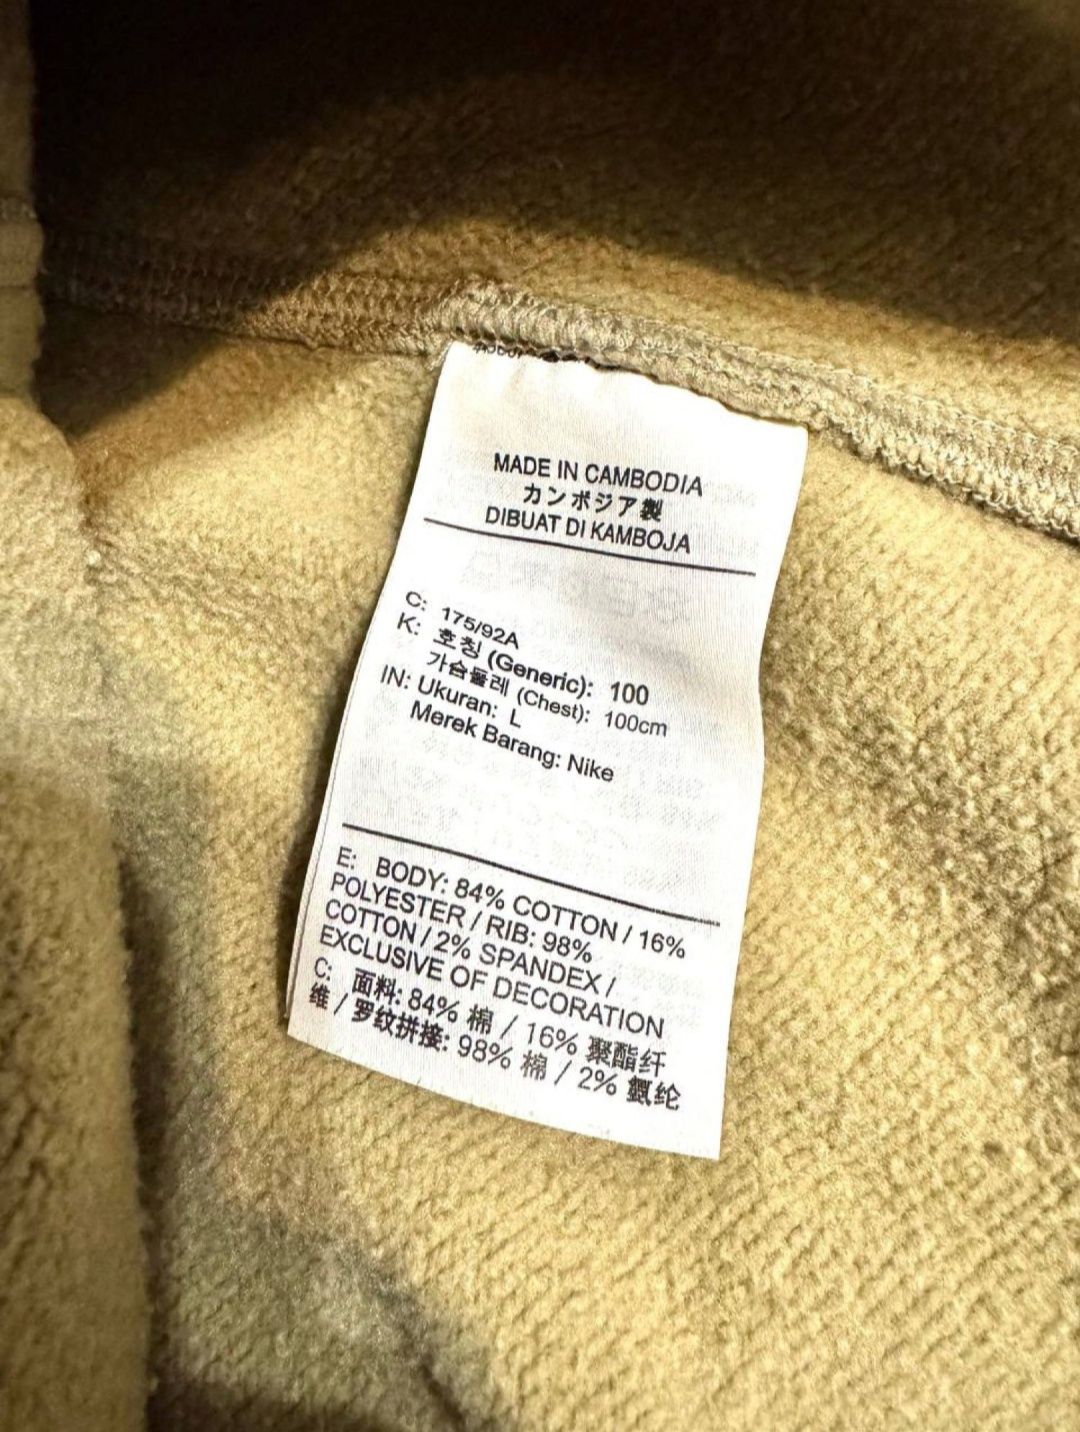 MADE IN CAMBODIA
カンボジア製
DIBUAT DI KAMBOJA
C: 175/92A
K: 호칭 (Generic): 100
가슴둘레 (Chest): 100cm
IN: Ukuran: L
Merek Barang: Nike
E: BODY: 84% COTTON / 16%
POLYESTER / RIB: 98%
COTTON / 2% SPANDEX /
EXCLUSIVE OF DECORATION
C: 面料: 84% 棉 / 16% 聚酯纤
维 / 罗纹拼接: 98% 棉 / 2% 氨纶